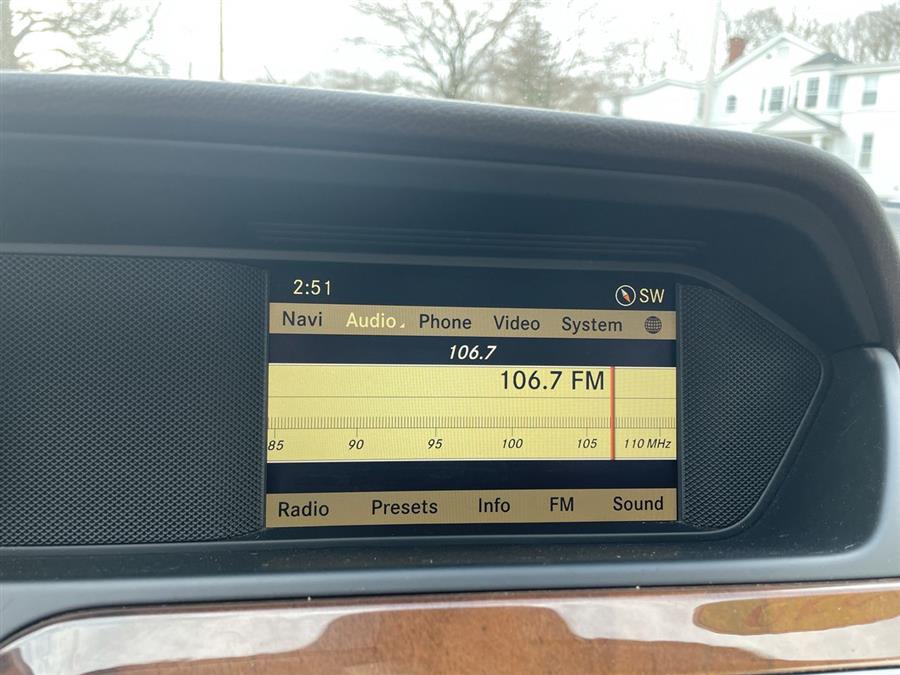 2:51 SW
Navi Audio Phone Video System
106.7
106.7 FM
85 90 95 100 105 110 MHz
Radio Presets Info FM Sound